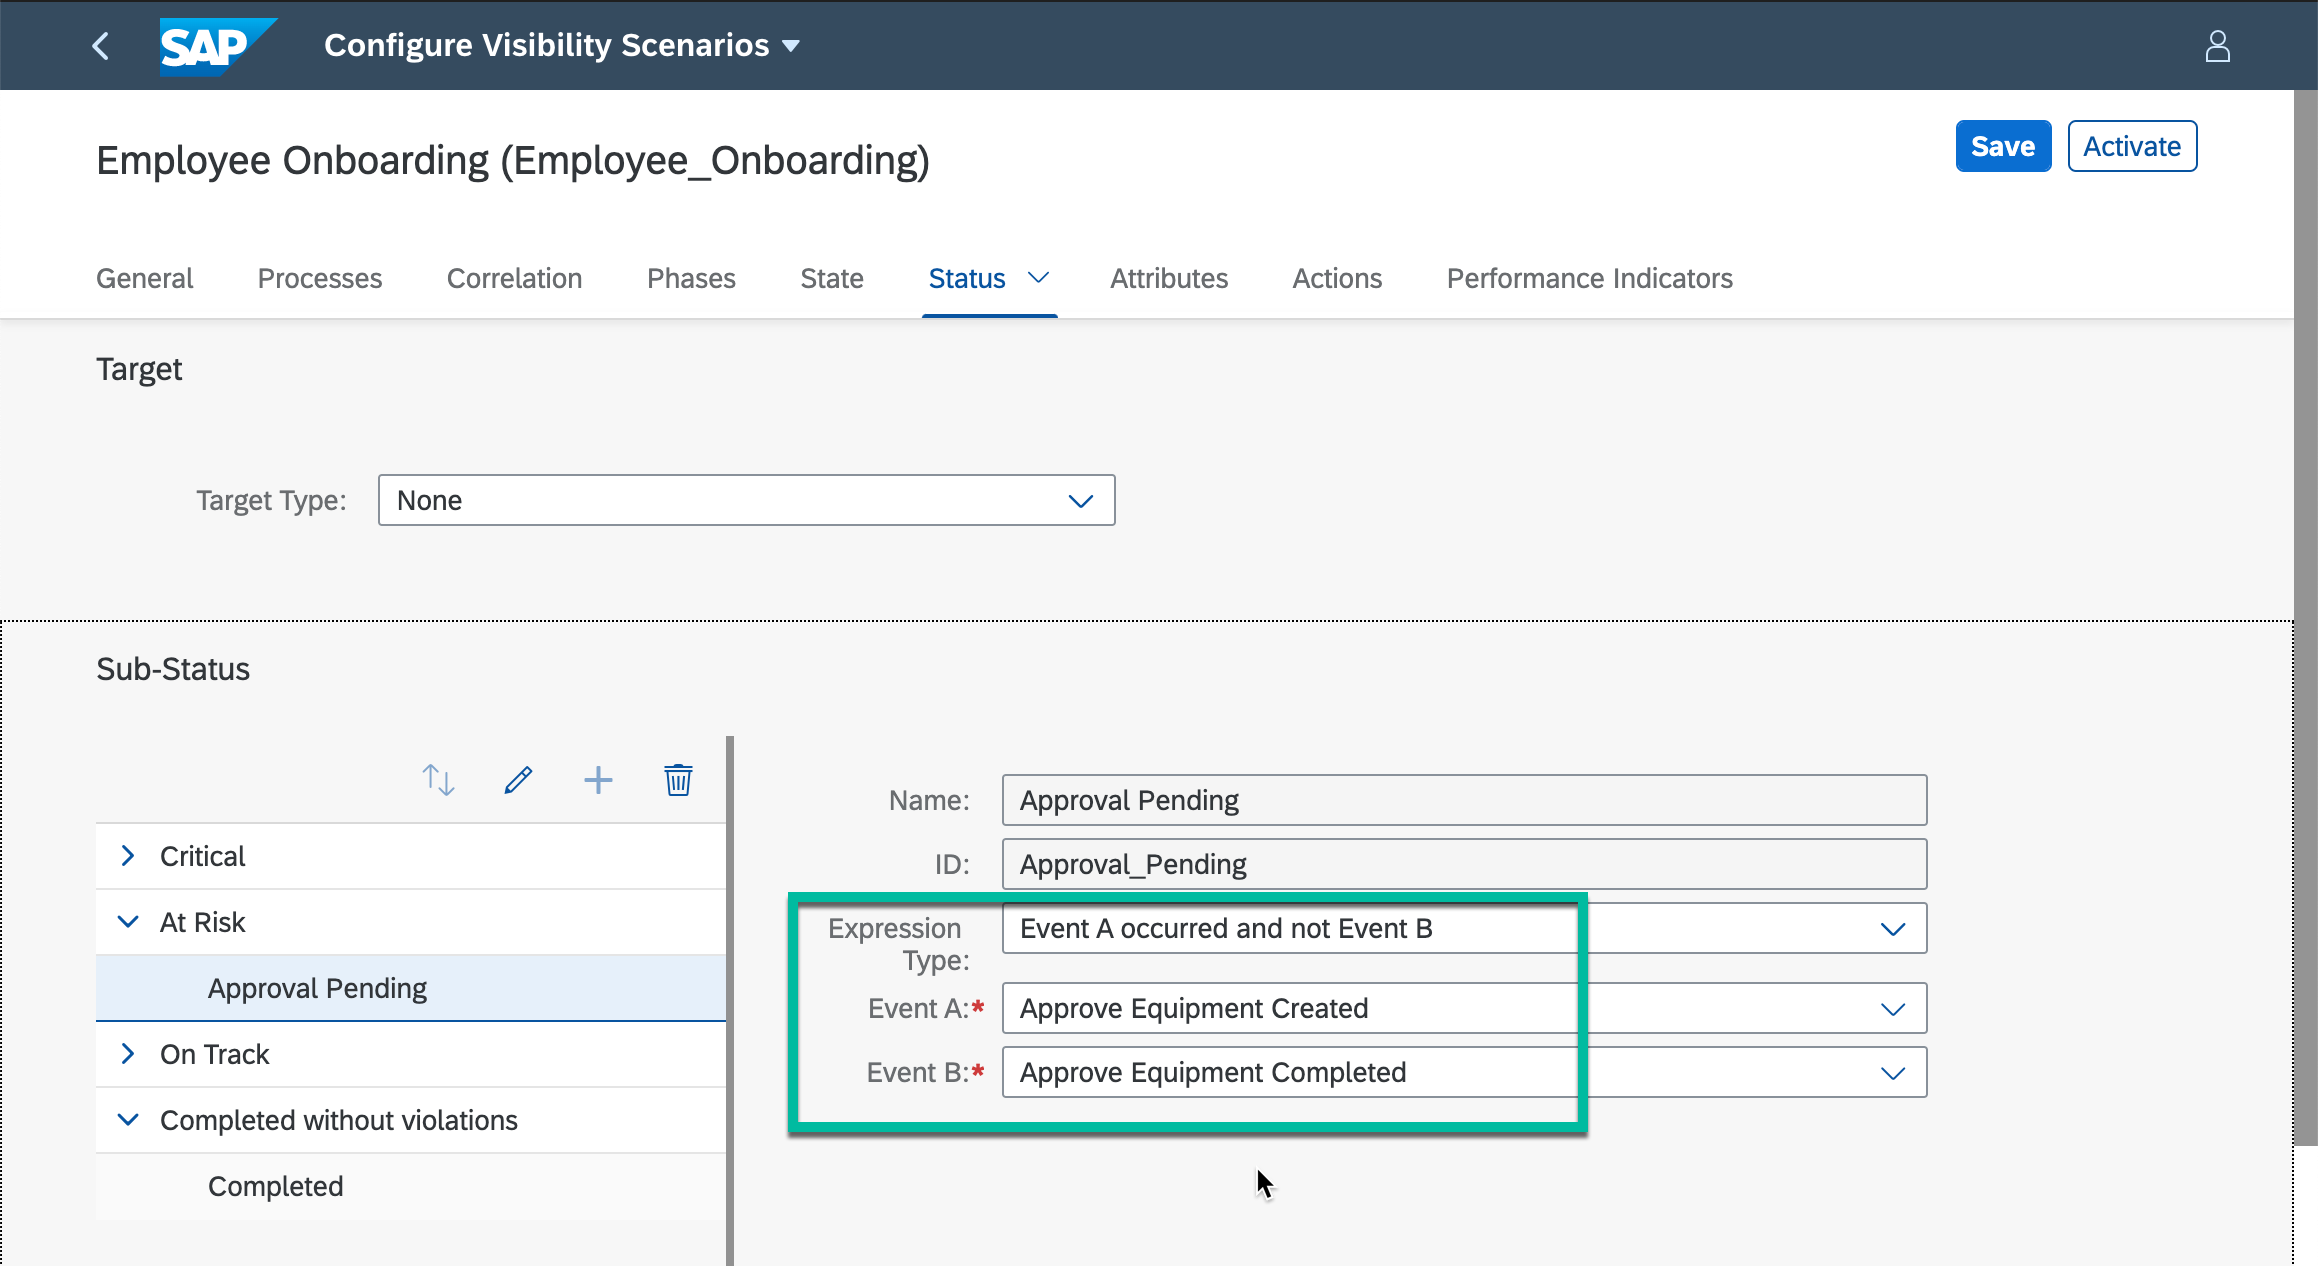 SAP Configure Visibility Scenarios
Employee Onboarding (Employee_Onboarding)
Save Activate
General Processes Correlation Phases State Status Attributes Actions Performance Indicators
Target
Target Type: None
Sub-Status
Critical
At Risk
Approval Pending
On Track
Completed without violations
Completed
Name: Approval Pending
ID: Approval_Pending
Expression Type: Event A occurred and not Event B
Event A:* Approve Equipment Created
Event B:* Approve Equipment Completed